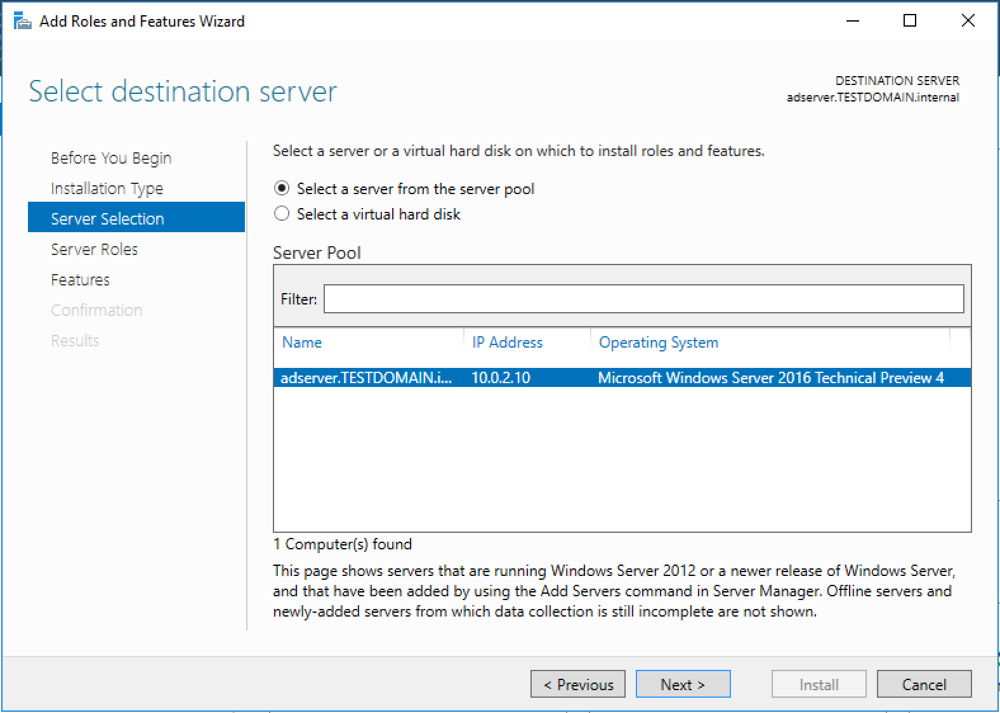 Add Roles and Features Wizard
Select destination server
DESTINATION SERVER
adserver.TESTDOMAIN.internal
Before You Begin
Installation Type
Server Selection
Server Roles
Features
Confirmation
Results
Select a server or a virtual hard disk on which to install roles and features.
Select a server from the server pool
Select a virtual hard disk
Server Pool
Filter:
Name IP Address Operating System
adserver.TESTDOMAIN.i... 10.0.2.10 Microsoft Windows Server 2016 Technical Preview 4
1 Computer(s) found
This page shows servers that are running Windows Server 2012 or a newer release of Windows Server,
and that have been added by using the Add Servers command in Server Manager. Offline servers and
newly-added servers from which data collection is still incomplete are not shown.
< Previous Next > Install Cancel